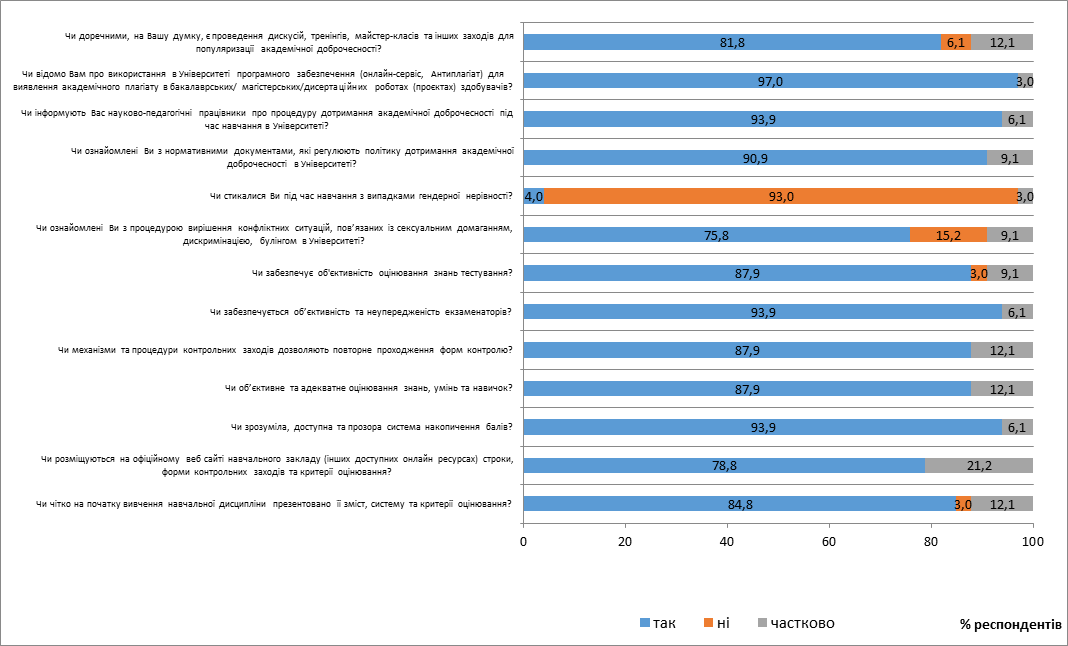 Чи доречними, на Вашу думку, є проведення дискусій, тренінгів, майстер-класів та інших заходів для
популяризації академічної доброчесності?
81,8 6,1 12,1
Чи відомо Вам про використання в Університеті програмного забезпечення (онлайн-сервіс, Антиплагіат) для
виявлення академічного плагіату в бакалаврських/ магістерських/дисертаційних роботах (проєктах) здобувачів?
97,0 3,0
Чи інформують Вас науково-педагогічні працівники про процедуру дотримання академічної доброчесності під
час навчання в Університеті?
93,9 6,1
Чи ознайомлені Ви з нормативними документами, які регулюють політику дотримання академічної
доброчесності в Університеті?
90,9 9,1
Чи стикалися Ви під час навчання з випадками гендерної нерівності?
4,0 93,0 3,0
Чи ознайомлені Ви з процедурою вирішення конфліктних ситуацій, пов’язаних із сексуальним домаганням,
дискримінацією, булінгом в Університеті?
75,8 15,2 9,1
Чи забезпечує об'єктивність оцінювання знань тестування?
87,9 3,0 9,1
Чи забезпечується об’єктивність та неупередженість екзаменаторів?
93,9 6,1
Чи механізми та процедури контрольних заходів дозволяють повторне проходження форм контролю?
87,9 12,1
Чи об’єктивне та адекватне оцінювання знань, умінь та навичок?
87,9 12,1
Чи зрозуміла, доступна та прозора система накопичення балів?
93,9 6,1
Чи розміщуються на офіційному веб сайті навчального закладу (інших доступних онлайн ресурсах) строки,
форми контрольних заходів та критерії оцінювання?
78,8 21,2
Чи чітко на початку вивчення навчальної дисципліни презентовано її зміст, систему та критерії оцінювання?
84,8 3,0 12,1
0 20 40 60 80 100
так ні частково
% респондентів